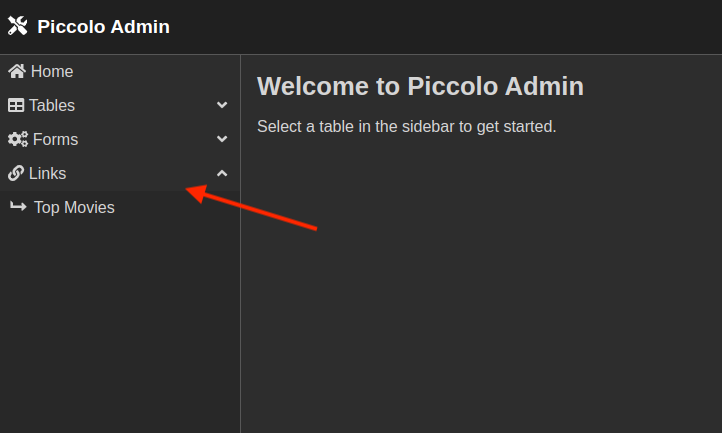 Piccolo Admin
Home
Tables
Forms
Links
Top Movies
Welcome to Piccolo Admin
Select a table in the sidebar to get started.